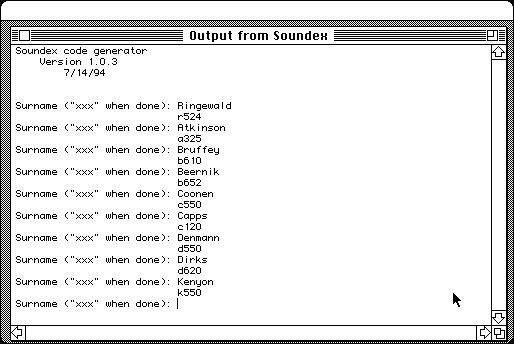 Output from Soundex
Soundex code generator
Version 1.0.3
7/14/94
Surname ("xxx" when done): Ringewald
r524
Surname ("xxx" when done): Atkinson
a325
Surname ("xxx" when done): Bruffey
b610
Surname ("xxx" when done): Beernik
b652
Surname ("xxx" when done): Coonen
c550
Surname ("xxx" when done): Capps
c120
Surname ("xxx" when done): Denmann
d550
Surname ("xxx" when done): Dirks
d620
Surname ("xxx" when done): Kenyon
k550
Surname ("xxx" when done):